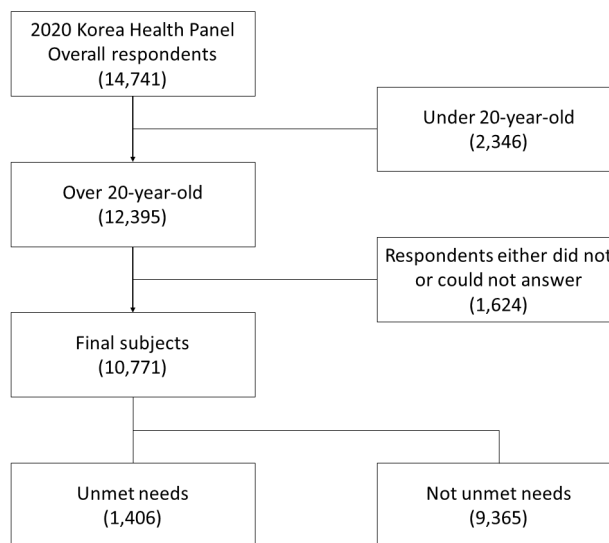 2020 Korea Health Panel
Overall respondents
(14,741)
Under 20-year-old
(2,346)
Over 20-year-old
(12,395)
Respondents either did not
or could not answer
(1,624)
Final subjects
(10,771)
Unmet needs
(1,406)
Not unmet needs
(9,365)